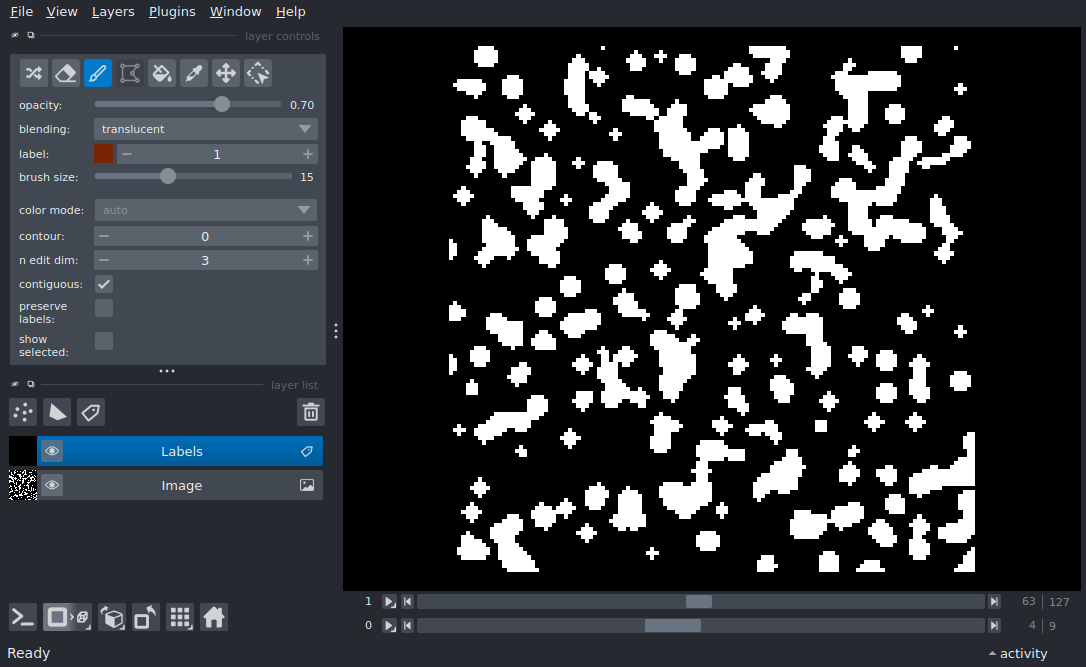 File View Layers Plugins Window Help
layer controls
opacity: 0.70
blending: translucent
label: 1
brush size: 15
color mode: auto
contour: 0
n edit dim: 3
contiguous:
preserve
labels:
show
selected:
layer list
Labels
Image
1 63 127
0 4 9
Ready activity